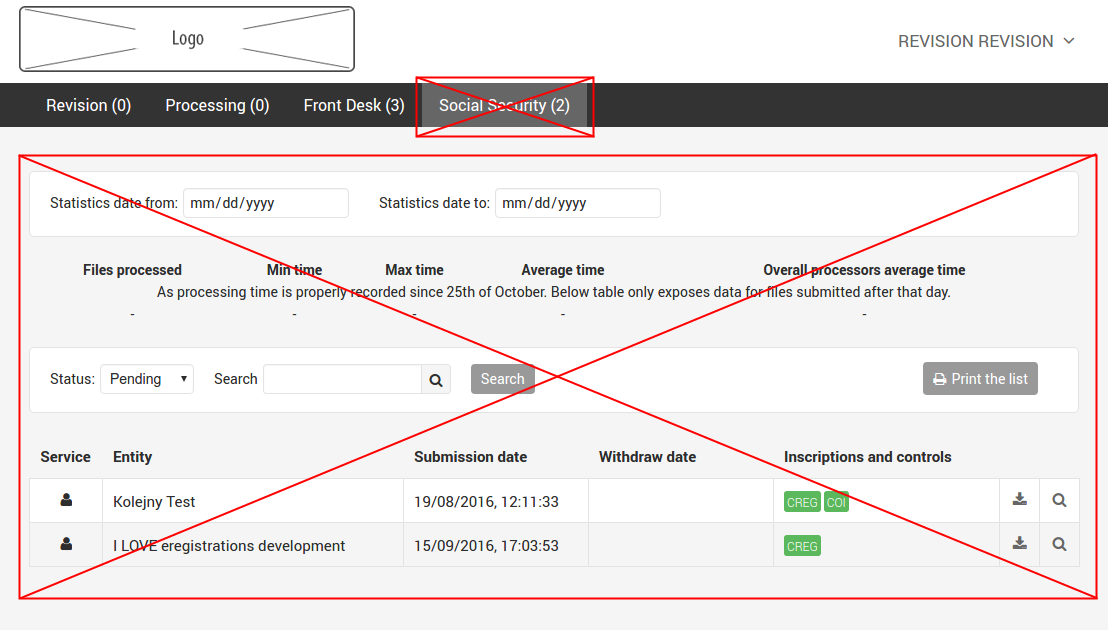 Logo
REVISION REVISION
Revision (0) Processing (0) Front Desk (3) Social Security (2)
Statistics date from: mm/dd/yyyy Statistics date to: mm/dd/yyyy
Files processed Min time Max time Average time Overall processors average time
As processing time is properly recorded since 25th of October. Below table only exposes data for files submitted after that day.
- - - - -
Status: Pending Search Search Print the list
Service Entity Submission date Withdraw date Inscriptions and controls
Kolejny Test 19/08/2016, 12:11:33 CREG COI
I LOVE eregistrations development 15/09/2016, 17:03:53 CREG